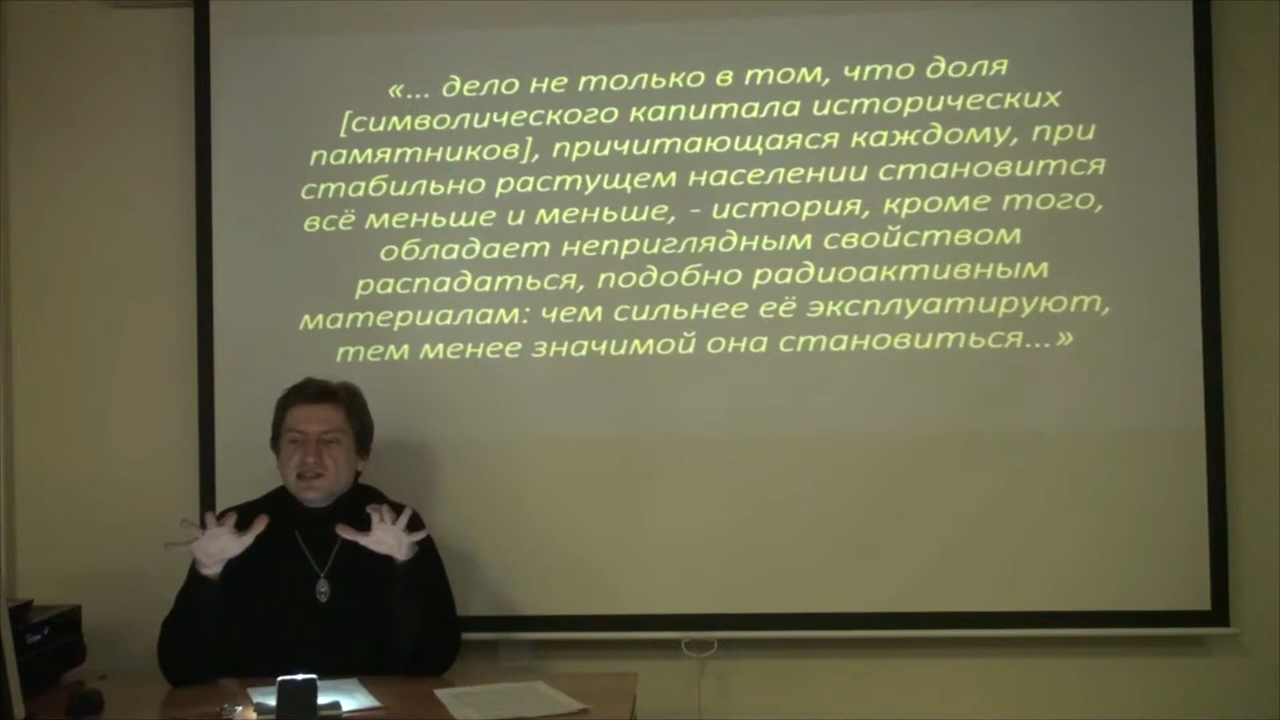 «... дело не только в том, что доля
[символического капитала исторических
памятников], причитающаяся каждому, при
стабильно растущем населении становится
всё меньше и меньше, - история, кроме того,
обладает неприглядным свойством
распадаться, подобно радиоактивным
материалам: чем сильнее её эксплуатируют,
тем менее значимой она становиться...»